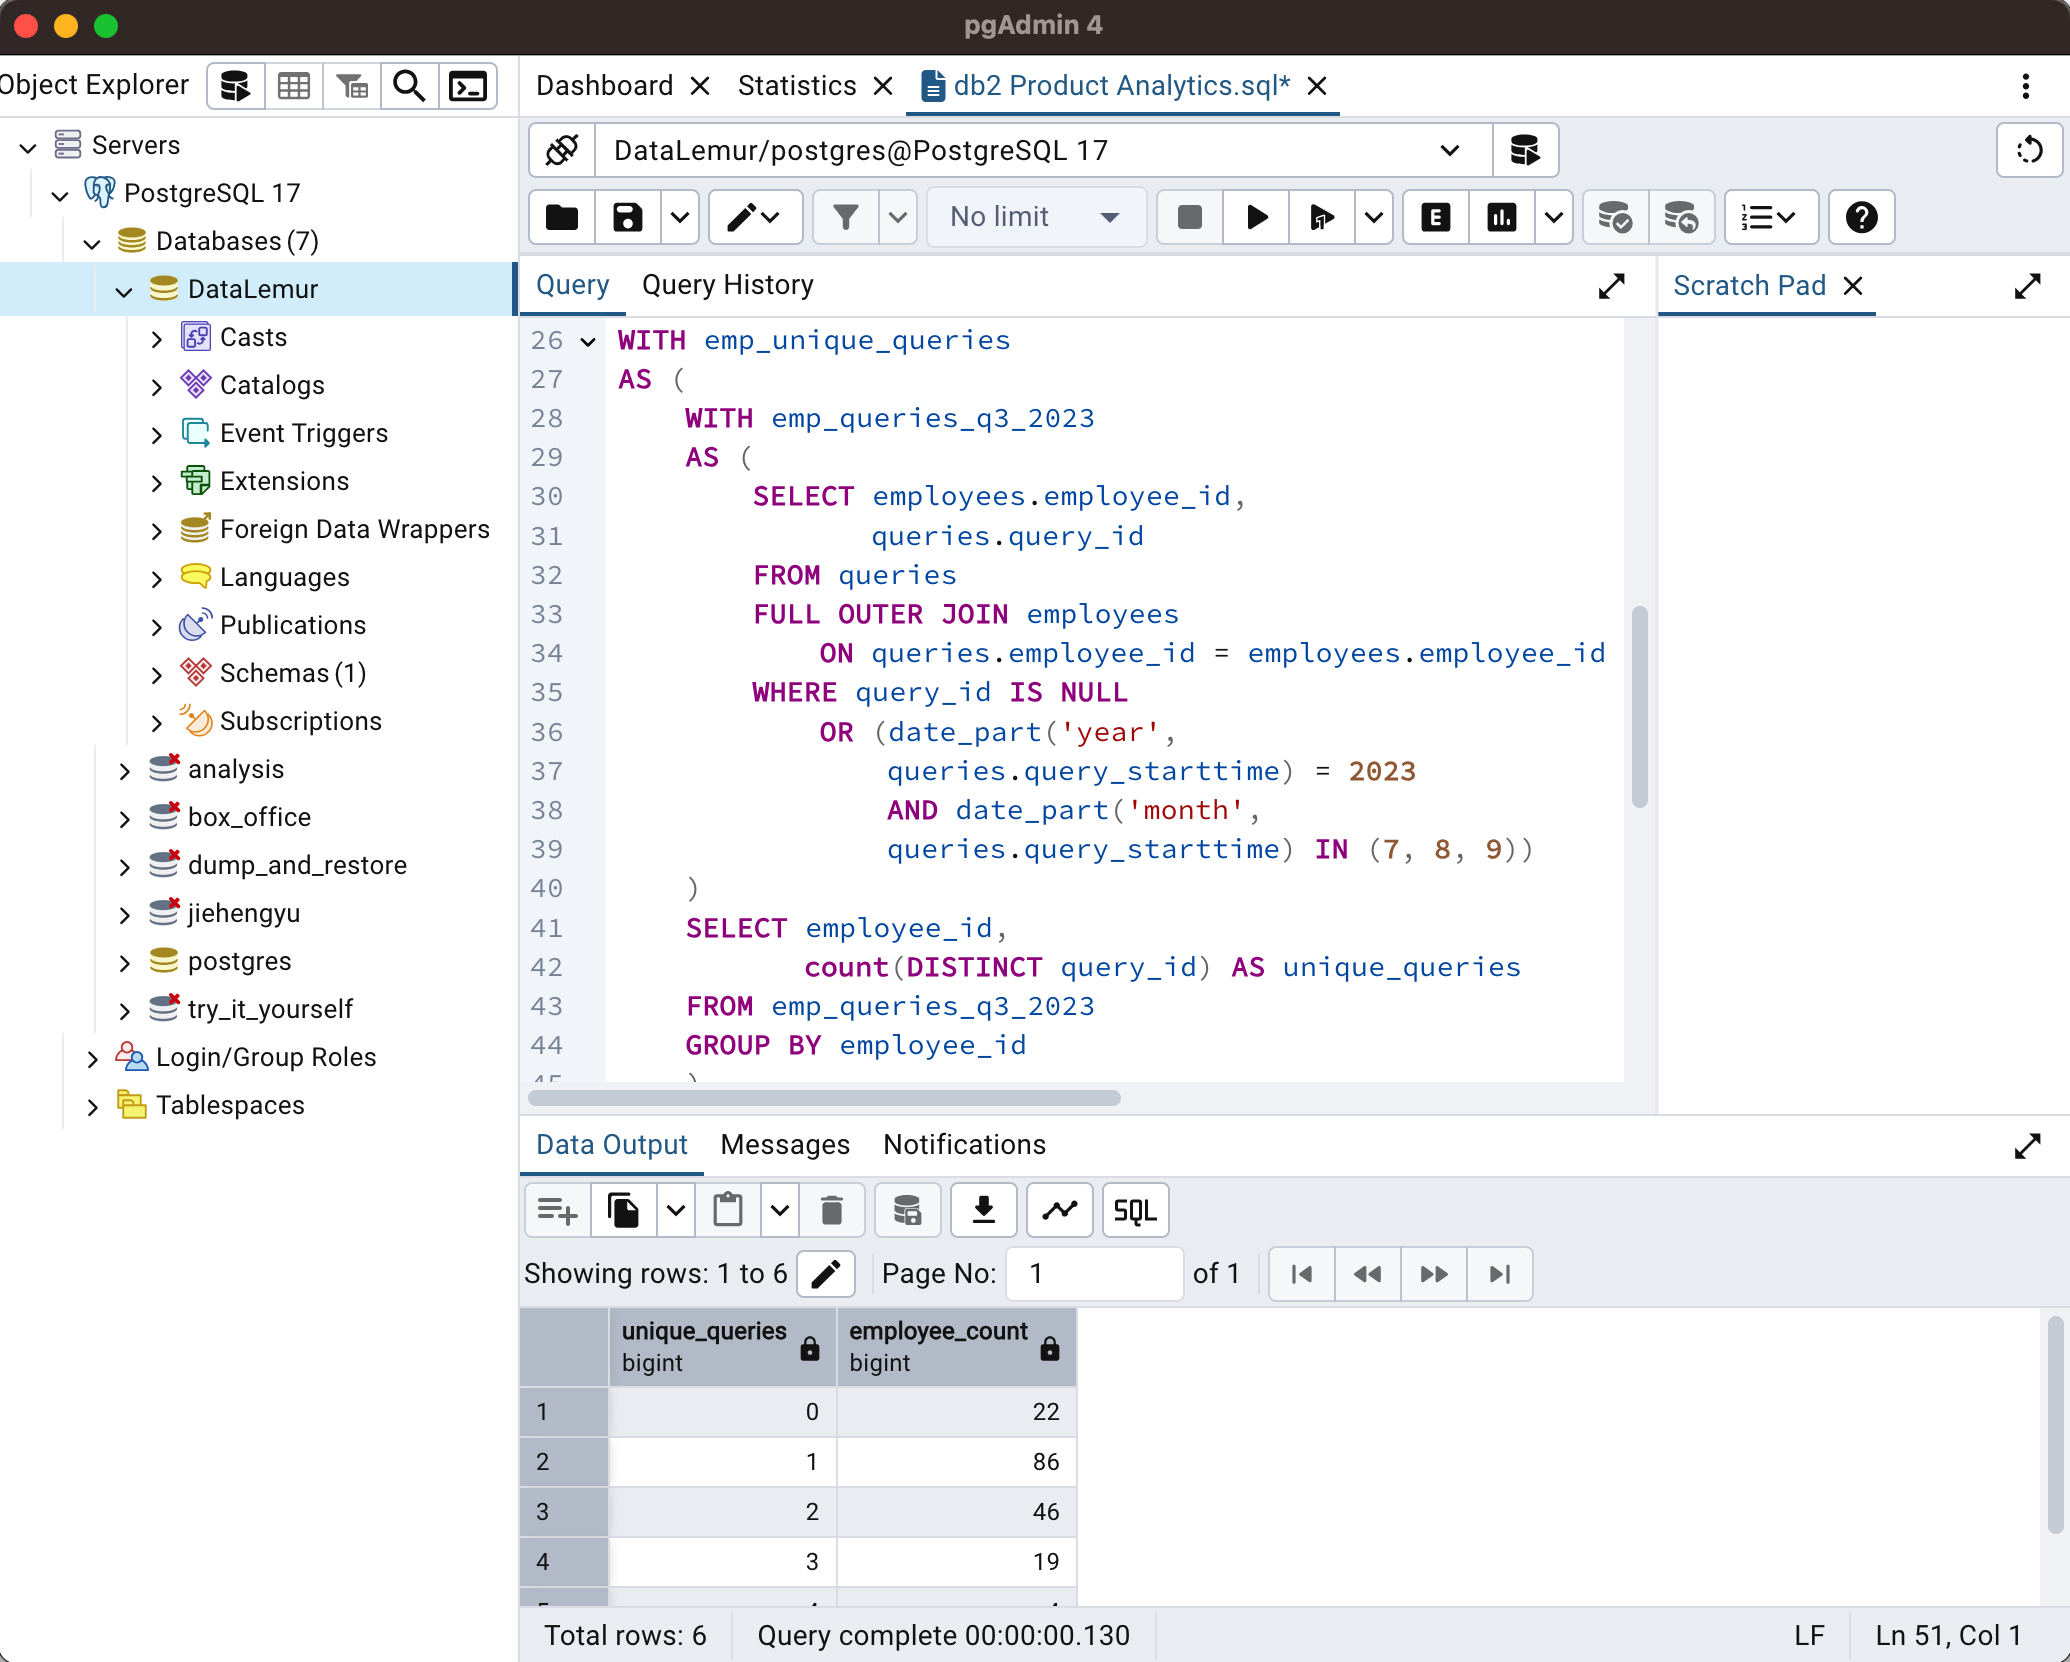 pgAdmin 4
Object Explorer
Dashboard
Statistics
db2 Product Analytics.sql*
Servers
PostgreSQL 17
Databases (7)
DataLemur
Casts
Catalogs
Event Triggers
Extensions
Foreign Data Wrappers
Languages
Publications
Schemas (1)
Subscriptions
analysis
box_office
dump_and_restore
jiehengyu
postgres
try_it_yourself
Login/Group Roles
Tablespaces
DataLemur/postgres@PostgreSQL 17
No limit
E
Query
Query History
Scratch Pad
26 WITH emp_unique_queries
27 AS (
28 WITH emp_queries_q3_2023
29 AS (
30 SELECT employees.employee_id,
31 queries.query_id
32 FROM queries
33 FULL OUTER JOIN employees
34 ON queries.employee_id = employees.employee_id
35 WHERE query_id IS NULL
36 OR (date_part('year',
37 queries.query_starttime) = 2023
38 AND date_part('month',
39 queries.query_starttime) IN (7, 8, 9))
40 )
41 SELECT employee_id,
42 count(DISTINCT query_id) AS unique_queries
43 FROM emp_queries_q3_2023
44 GROUP BY employee_id
45 )
Data Output
Messages
Notifications
SQL
Showing rows: 1 to 6
Page No: 1 of 1
unique_queries employee_count
bigint bigint
1 0 22
2 1 86
3 2 46
4 3 19
Total rows: 6
Query complete 00:00:00.130
LF
Ln 51, Col 1